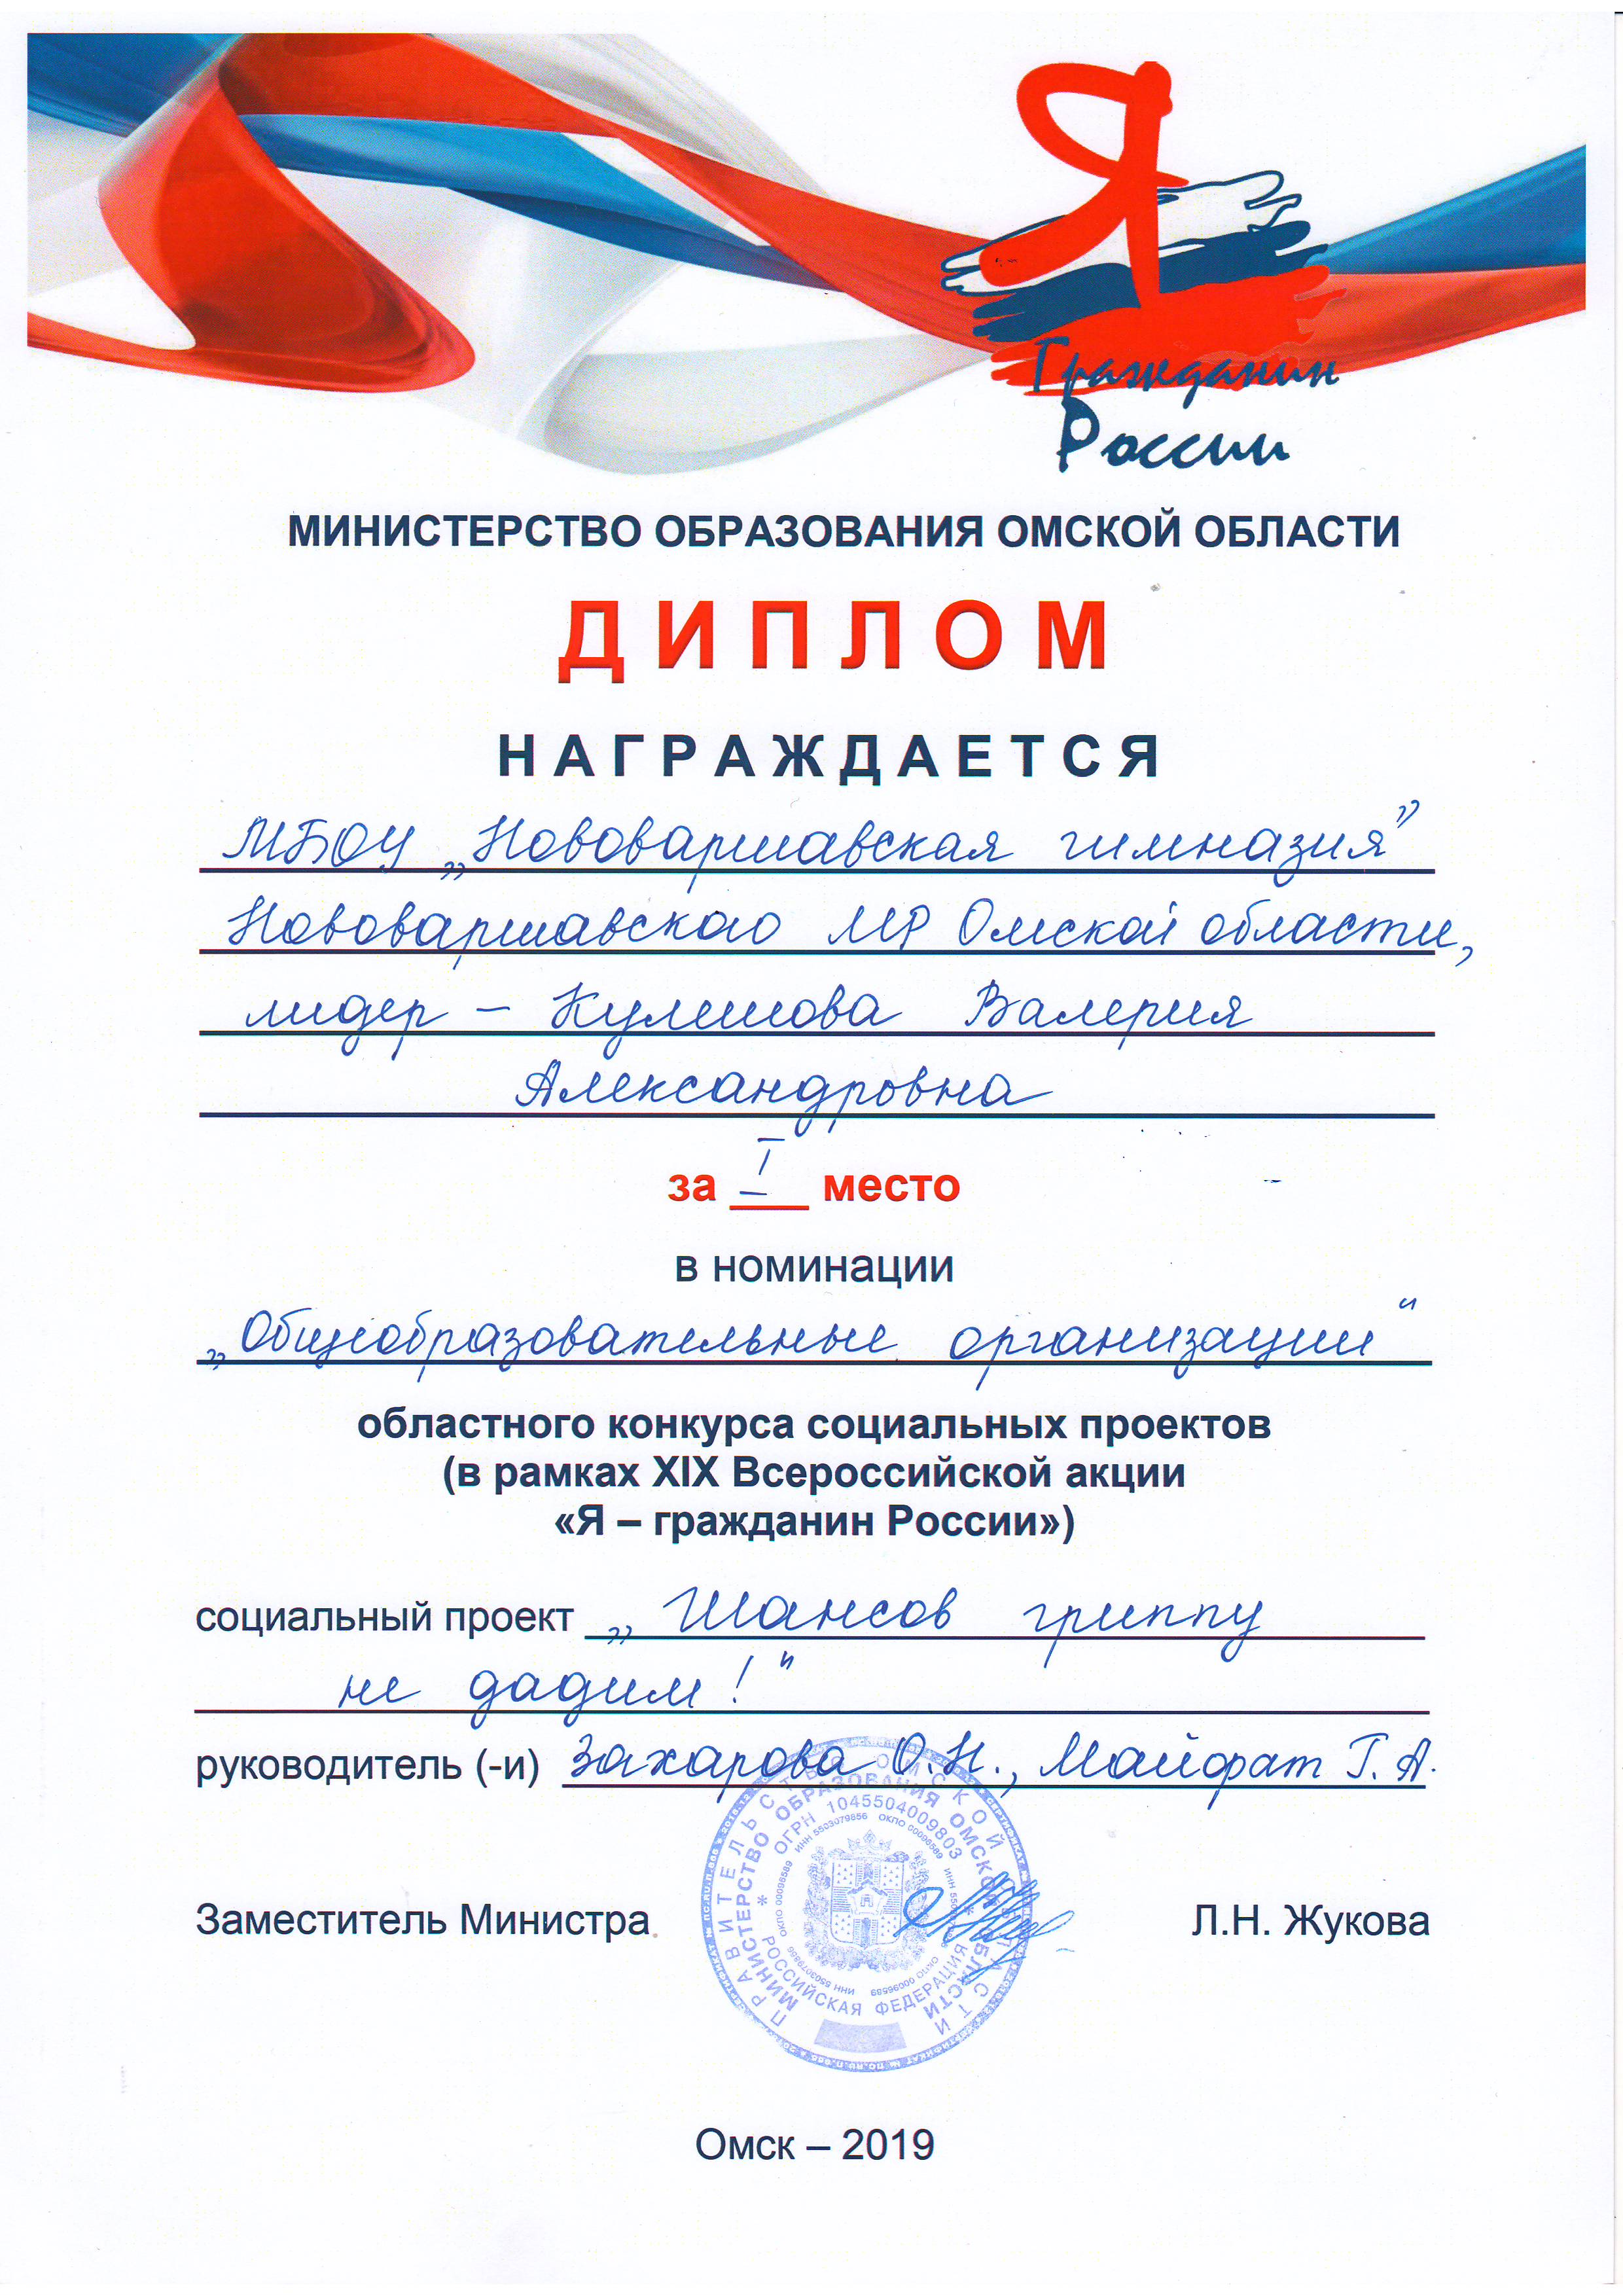 Я
Гражданин
России
МИНИСТЕРСТВО ОБРАЗОВАНИЯ ОМСКОЙ ОБЛАСТИ
ДИПЛОМ
НАГРАЖДАЕТСЯ
МБОУ „Нововаршавская гимназия"
Нововаршавского МР Омской области,
лидер – Кулешова Валерия
Александровна
за I место
в номинации
„Общеобразовательные организации“
областного конкурса социальных проектов
(в рамках XIX Всероссийской акции
«Я – гражданин России»)
социальный проект „Шансов гриппу
не дадим!"
руководитель (-и) Захарова О.Н., Майфат Г.А.
ПРАВИТЕЛЬСТВО ОМСКОЙ ОБЛАСТИ
МИНИСТЕРСТВО ОБРАЗОВАНИЯ ОМСКОЙ ОБЛАСТИ
ОГРН 1045504009803
РОССИЙСКАЯ ФЕДЕРАЦИЯ
ИНН 5503079856 ОКПО 00096589
Заместитель Министра
Л.Н. Жукова
Омск – 2019